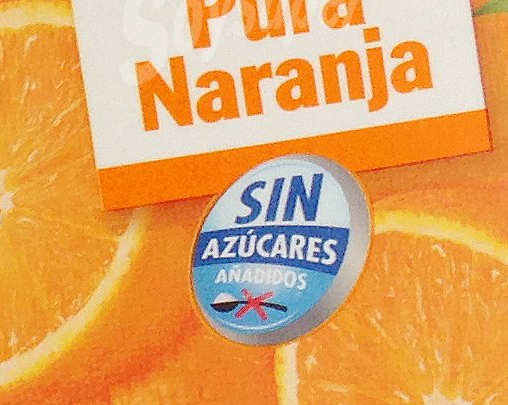 Pura
Naranja
SIN
AZÚCARES
AÑADIDOS